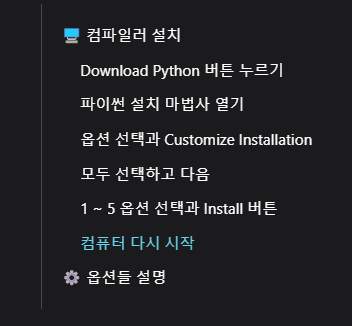 컴파일러 설치
Download Python 버튼 누르기
파이썬 설치 마법사 열기
옵션 선택과 Customize Installation
모두 선택하고 다음
1 ~ 5 옵션 선택과 Install 버튼
컴퓨터 다시 시작
옵션들 설명